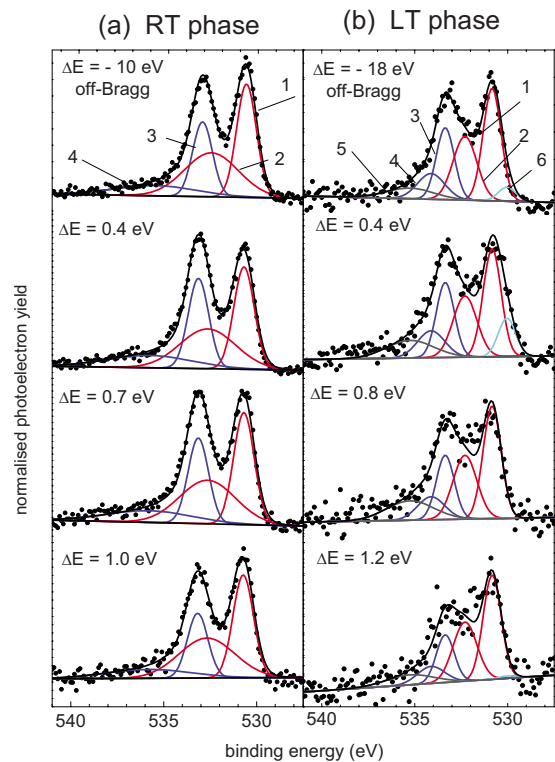 (a) RT phase
(b) LT phase
ΔE = - 10 eV
off-Bragg
1
3
4
2
ΔE = 0.4 eV
ΔE = 0.7 eV
ΔE = 1.0 eV
ΔE = - 18 eV
off-Bragg
1
3
2
5
4
6
0.4 eV
ΔE = 0.8 eV
ΔE = 1.2 eV
normalised photoelectron yield
540
535
530
540
535
530
binding energy (eV)